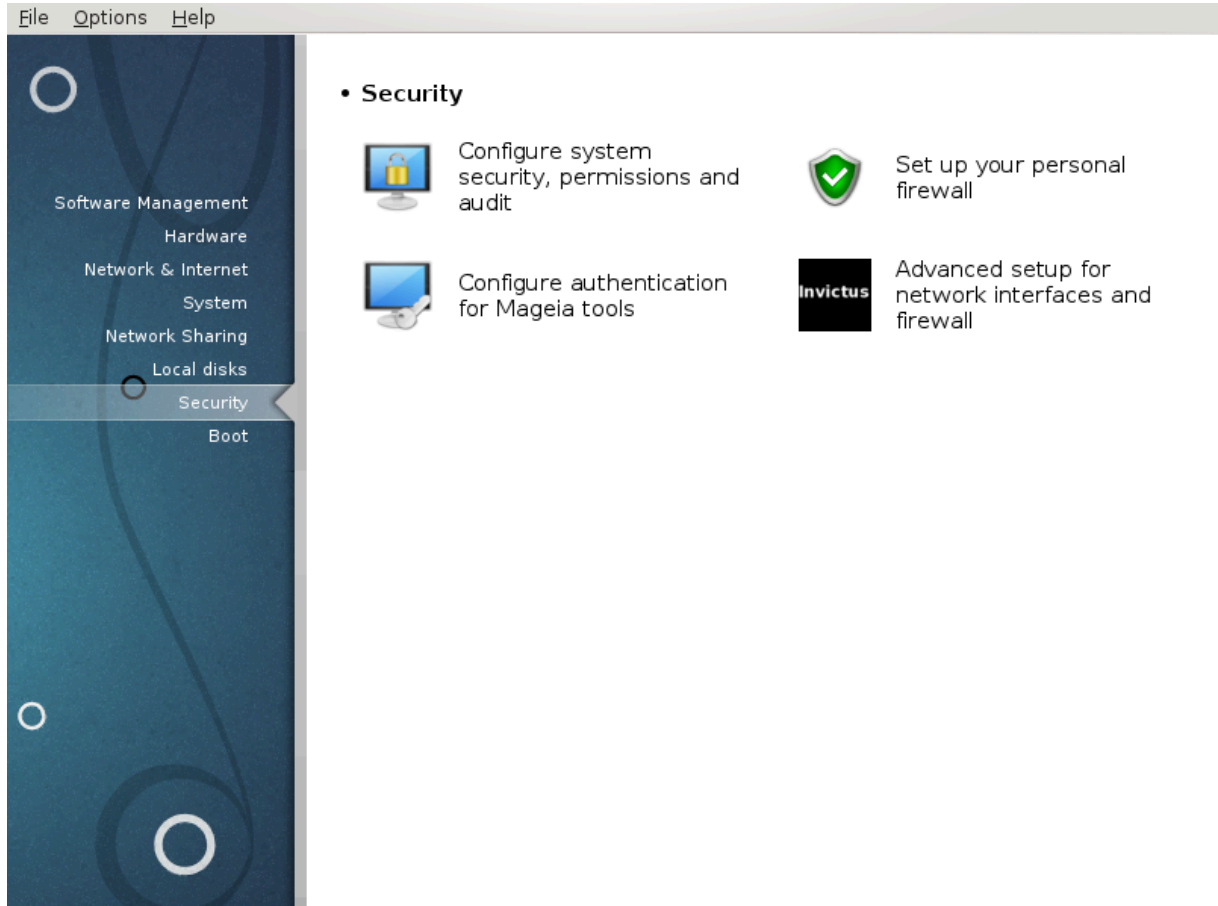 File Options Help
Software Management
Hardware
Network & Internet
System
Network Sharing
Local disks
Security
Boot
• Security
Configure system
security, permissions and
audit
Set up your personal
firewall
Configure authentication
for Mageia tools
Invictus
Advanced setup for
network interfaces and
firewall